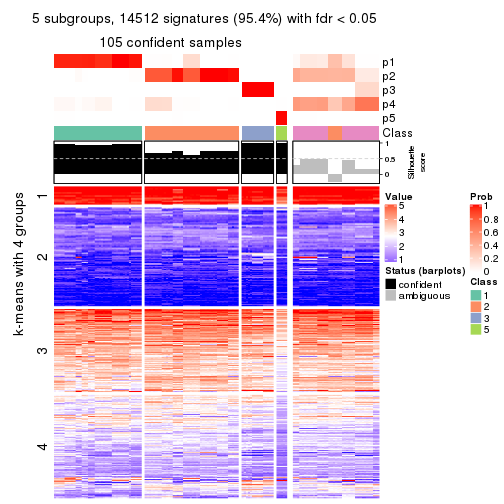 5 subgroups, 14512 signatures (95.4%) with fdr < 0.05
105 confident samples
p1
p2
p3
p4
p5
Class
1
0.5
0
Silhouette
score
k-means with 4 groups
1
2
3
4
Value
5
4
3
2
1
Status (barplots)
confident
ambiguous
Prob
1
0.8
0.6
0.4
0.2
0
Class
1
2
3
5